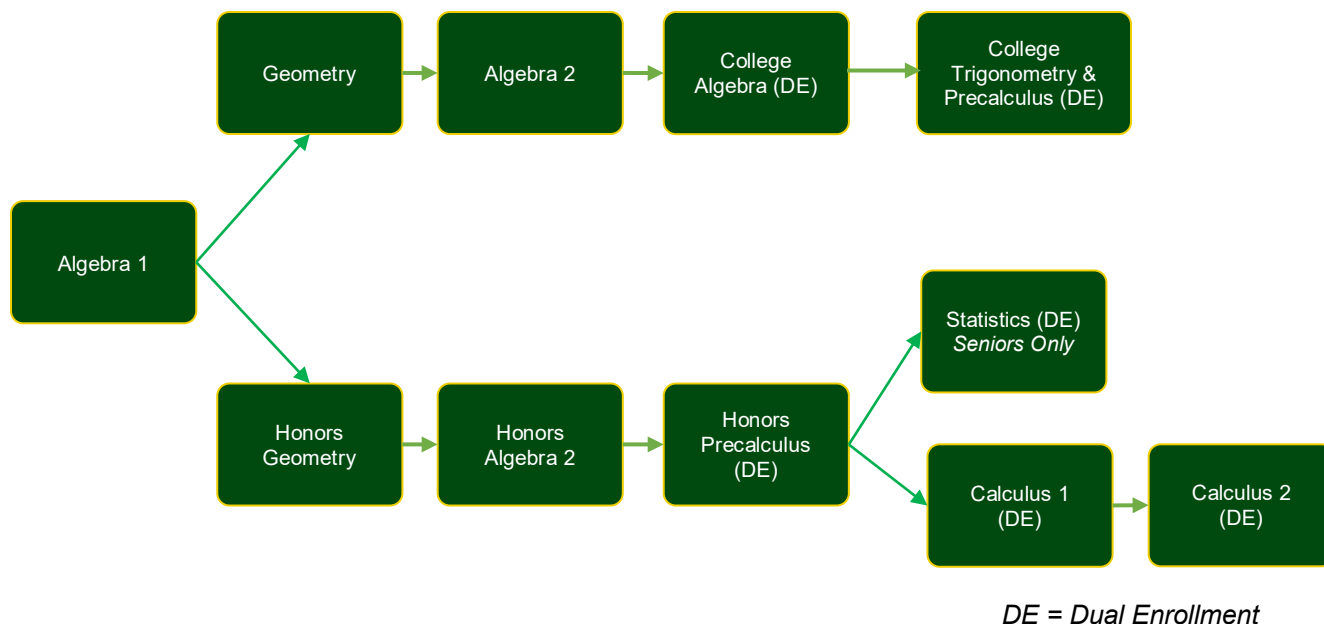 Geometry
Algebra 2
College
Algebra (DE)
College
Trigonometry &
Precalculus (DE)
Algebra 1
Statistics (DE)
Seniors Only
Honors
Geometry
Honors
Algebra 2
Honors
Precalculus
(DE)
Calculus 1
(DE)
Calculus 2
(DE)
DE = Dual Enrollment